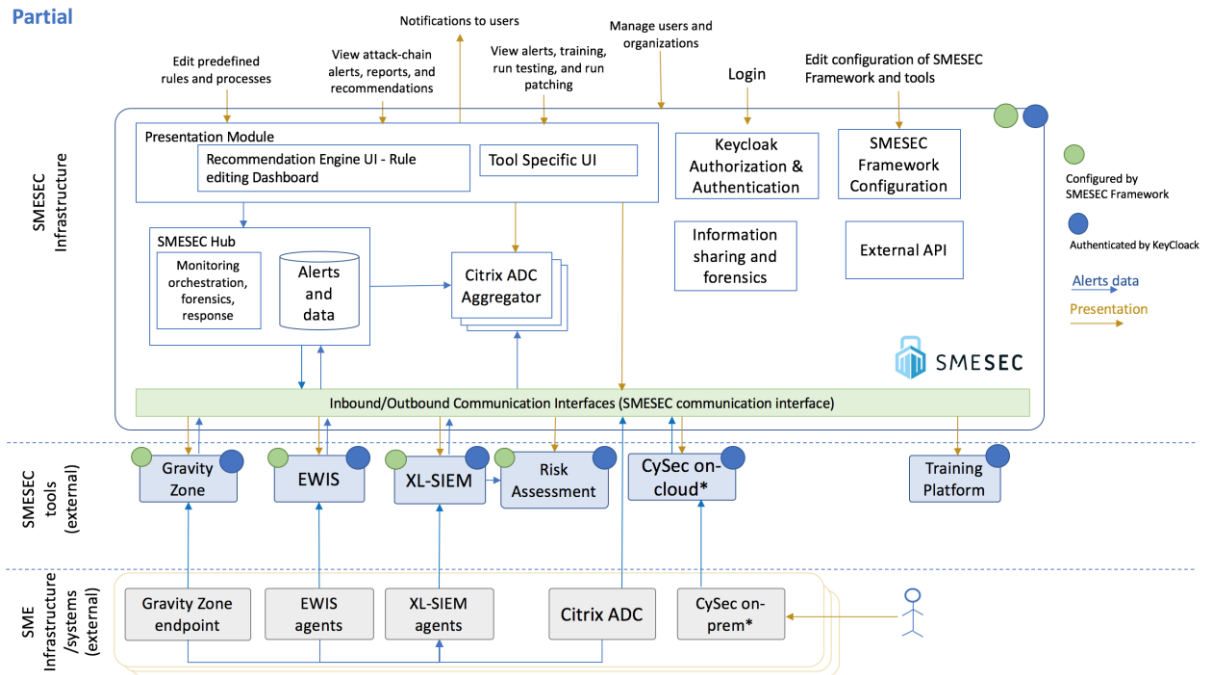 Partial
Notifications to users
Manage users and
organizations
Edit predefined
rules and processes
View attack-chain
alerts, reports, and
recommendations
View alerts, training,
run testing, and run
patching
Login
Edit configuration of SMESEC
Framework and tools
SMESEC
Infrastructure
Presentation Module
Recommendation Engine UI - Rule
editing Dashboard
Tool Specific UI
Keycloak
Authorization &
Authentication
SMESEC
Framework
Configuration
Configured by
SMESEC Framework
Authenticated by KeyCloack
Alerts data
Presentation
SMESEC Hub
Monitoring
orchestration,
forensics,
response
Alerts
and
data
Citrix ADC
Aggregator
Information
sharing and
forensics
External API
SMESEC
Inbound/Outbound Communication Interfaces (SMESEC communication interface)
SMESEC
tools
(external)
Gravity
Zone
EWIS
XL-SIEM
Risk
Assessment
CySec on-
cloud*
Training
Platform
SME
Infrastructure
/systems
(external)
Gravity Zone
endpoint
EWIS
agents
XL-SIEM
agents
Citrix ADC
CySec on-
prem*